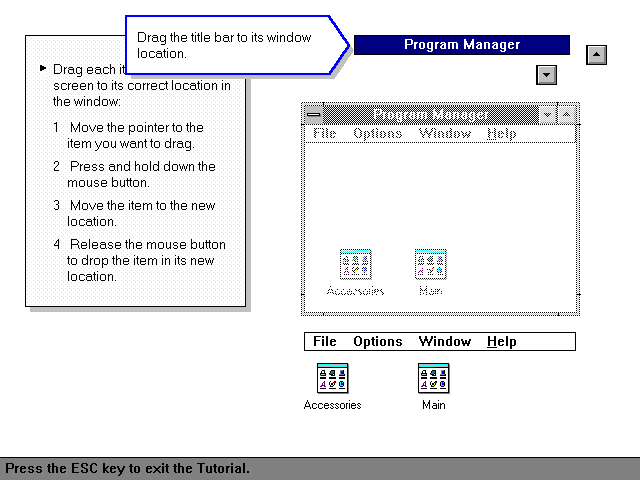 Drag the title bar to its window
location.
Program Manager
Drag each it
screen to its correct location in
the window:
1 Move the pointer to the
item you want to drag.
2 Press and hold down the
mouse button.
3 Move the item to the new
location.
4 Release the mouse button
to drop the item in its new
location.
Program Manager
File Options Window Help
Accessories Main
File Options Window Help
Accessories Main
Press the ESC key to exit the Tutorial.